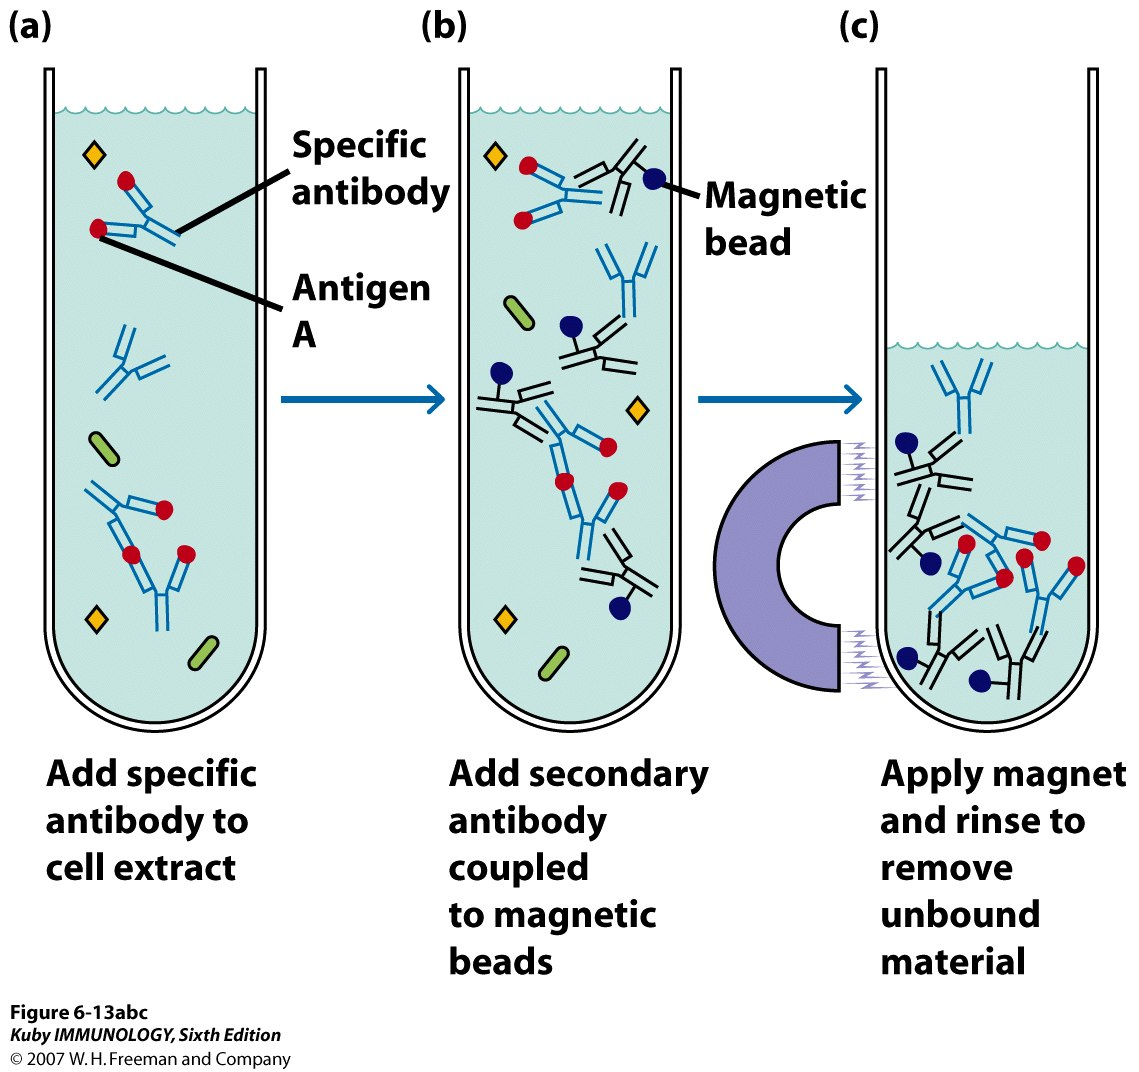 (a)
(b)
(c)
Specific
antibody
Antigen
A
Magnetic
bead
Add specific
antibody to
cell extract
Add secondary
antibody
coupled
to magnetic
beads
Apply magnet
and rinse to
remove
unbound
material
Figure 6-13abc
Kuby IMMUNOLOGY, Sixth Edition
© 2007 W. H. Freeman and Company